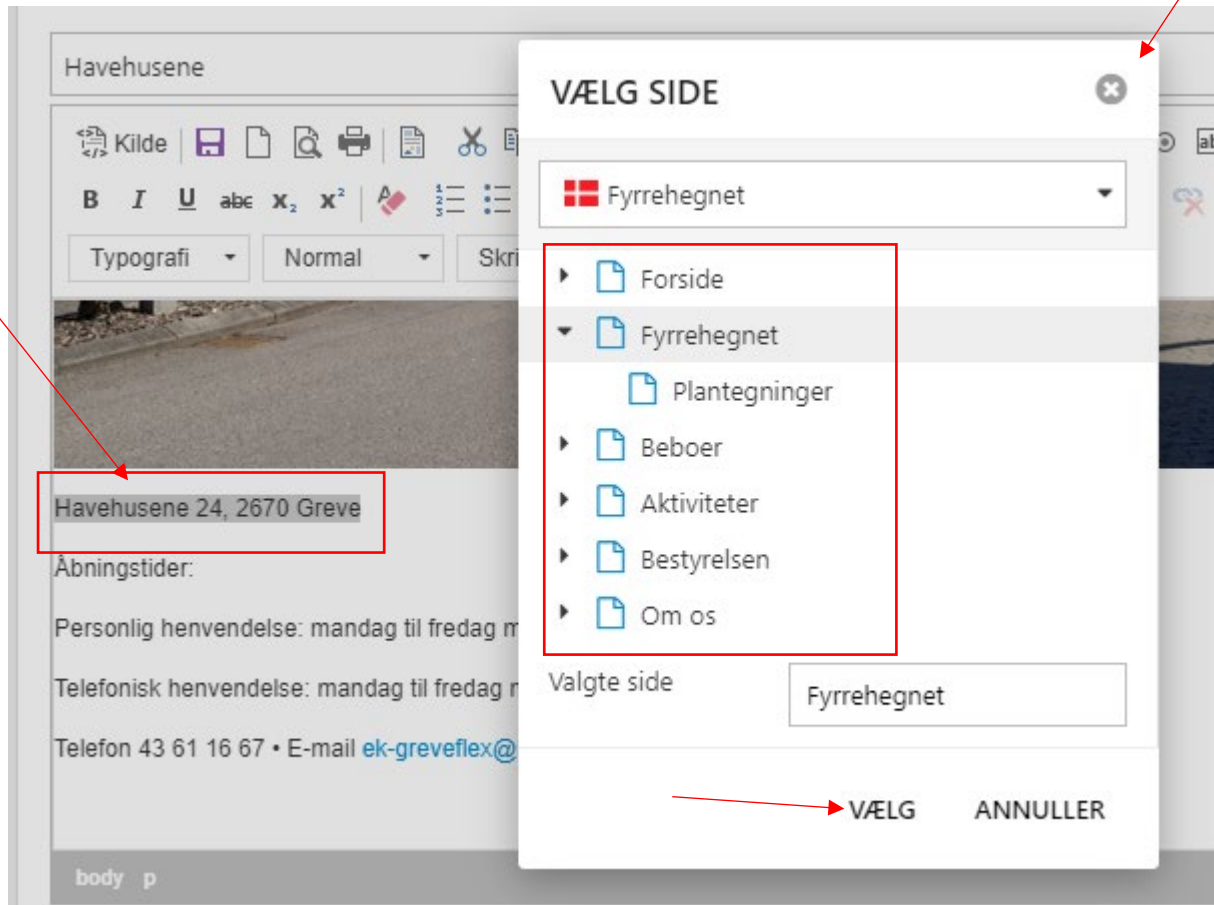 Havehusene
Kilde
B I U abc x₂ x²
Typografi Normal
Havehusene 24, 2670 Greve
Åbningstider:
Personlig henvendelse: mandag til fredag
Telefonisk henvendelse: mandag til fredag
Telefon 43 61 16 67 • E-mail ek-greveflex@
body p
VÆLG SIDE
Fyrrehegnet
Forside
Fyrrehegnet
Plantegninger
Beboer
Aktiviteter
Bestyrelsen
Om os
Valgte side Fyrrehegnet
VÆLG ANNULLER